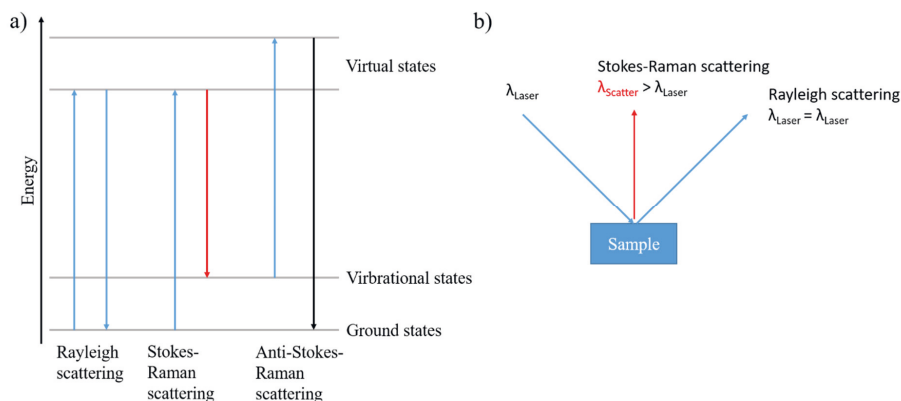 a)
Energy
Virtual states
Virbrational states
Ground states
Rayleigh
scattering
Stokes-
Raman
scattering
Anti-Stokes-
Raman
scattering
b)
λLaser
Stokes-Raman scattering
λScatter > λLaser
Rayleigh scattering
λLaser = λLaser
Sample